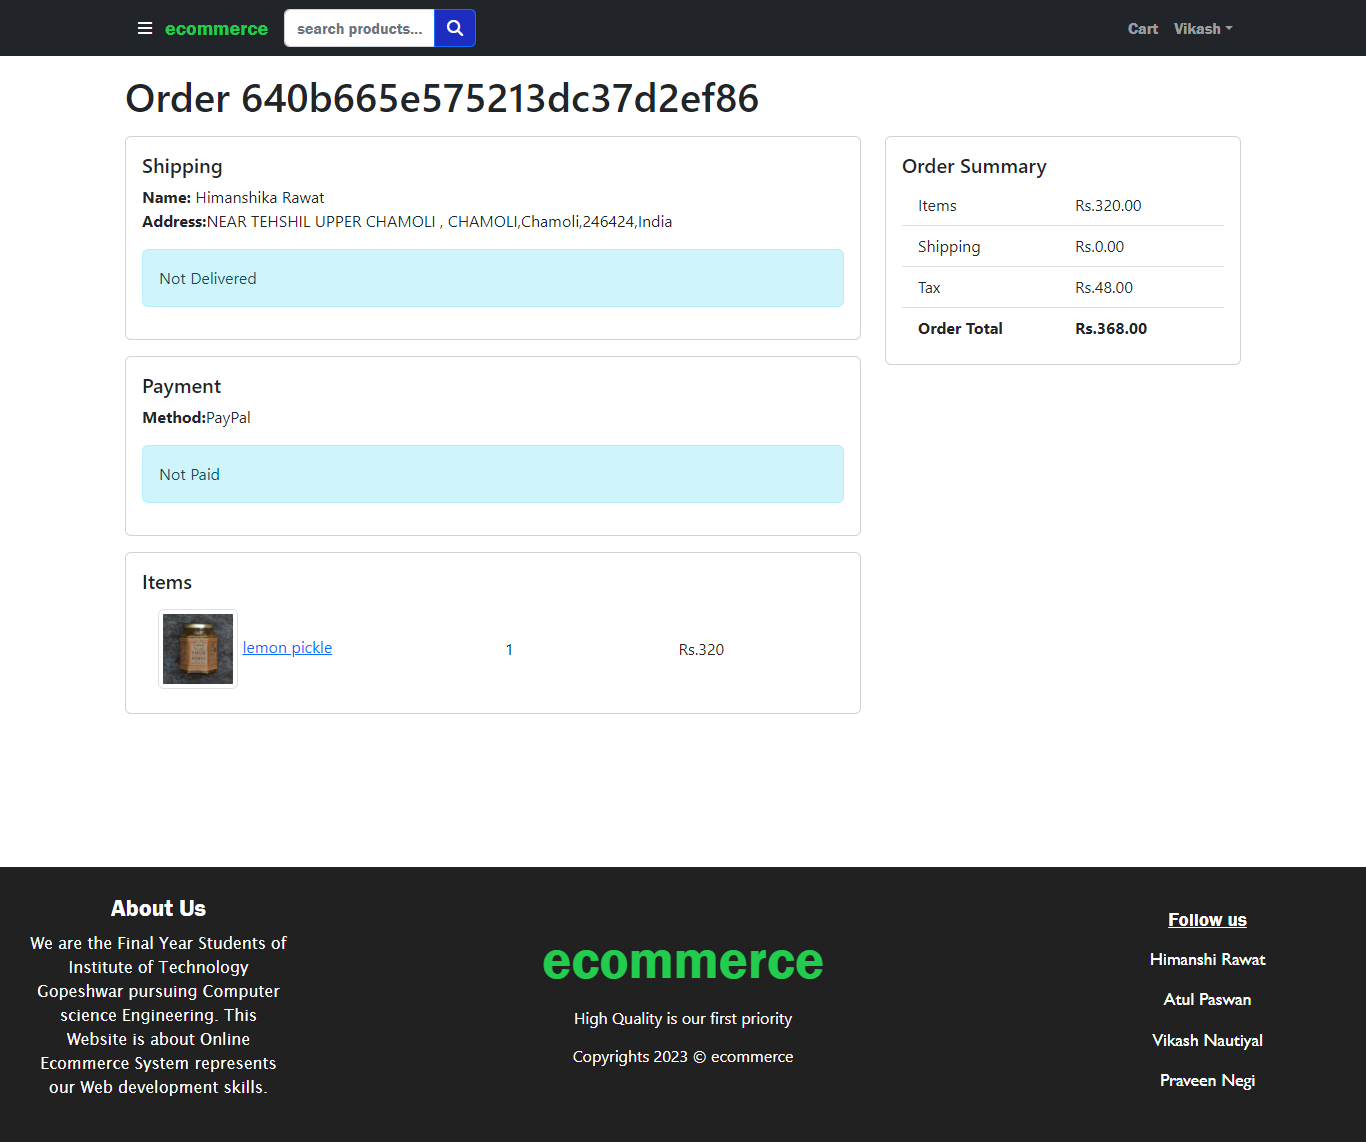 ecommerce
search products...
Cart
Vikash
Order 640b665e575213dc37d2ef86
Shipping
Name: Himanshika Rawat
Address:NEAR TEHSHIL UPPER CHAMOLI , CHAMOLI,Chamoli,246424,India
Not Delivered
Payment
Method:PayPal
Not Paid
Items
lemon pickle 1 Rs.320
Order Summary
Items Rs.320.00
Shipping Rs.0.00
Tax Rs.48.00
Order Total Rs.368.00
About Us
We are the Final Year Students of
Institute of Technology
Gopeshwar pursuing Computer
science Engineering. This
Website is about Online
Ecommerce System represents
our Web development skills.
ecommerce
High Quality is our first priority
Copyrights 2023 © ecommerce
Follow us
Himanshi Rawat
Atul Paswan
Vikash Nautiyal
Praveen Negi